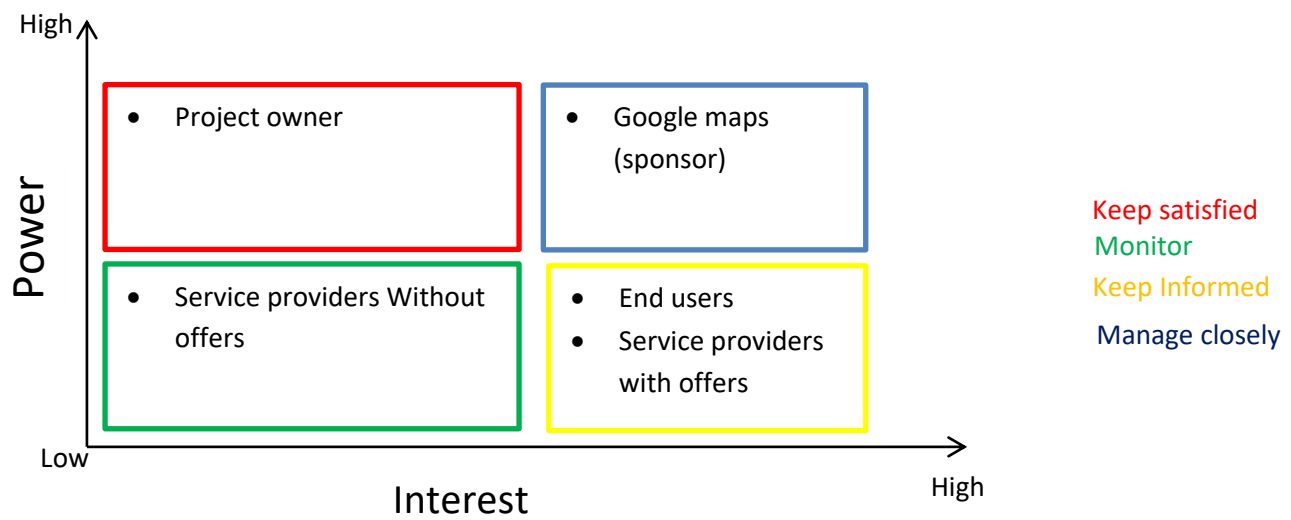 High
• Project owner
• Google maps
(sponsor)
Power
Keep satisfied
Monitor
• Service providers Without
offers
• End users
• Service providers
with offers
Keep Informed
Manage closely
Low
Interest
High